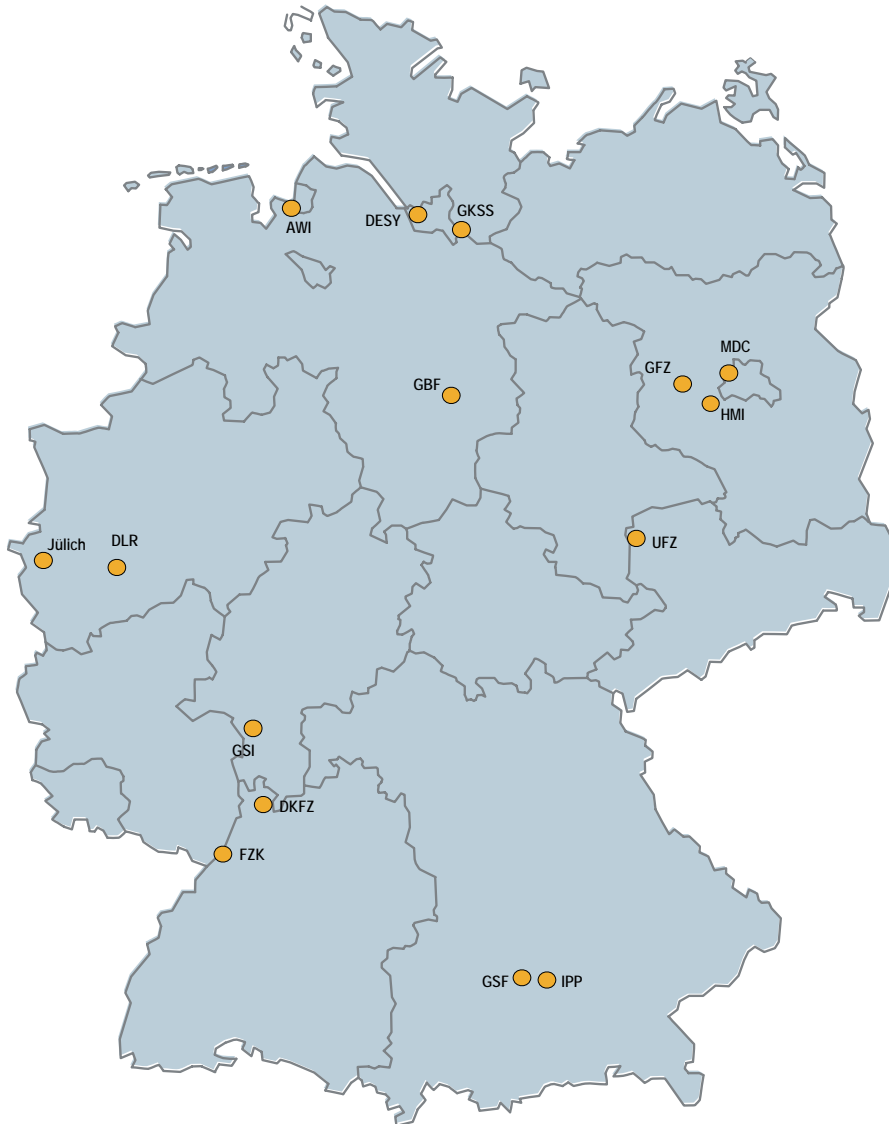 AWI
DESY
GKSS
MDC
GFZ
GBF
HMI
Jülich
DLR
UFZ
GSI
DKFZ
FZK
GSF
IPP